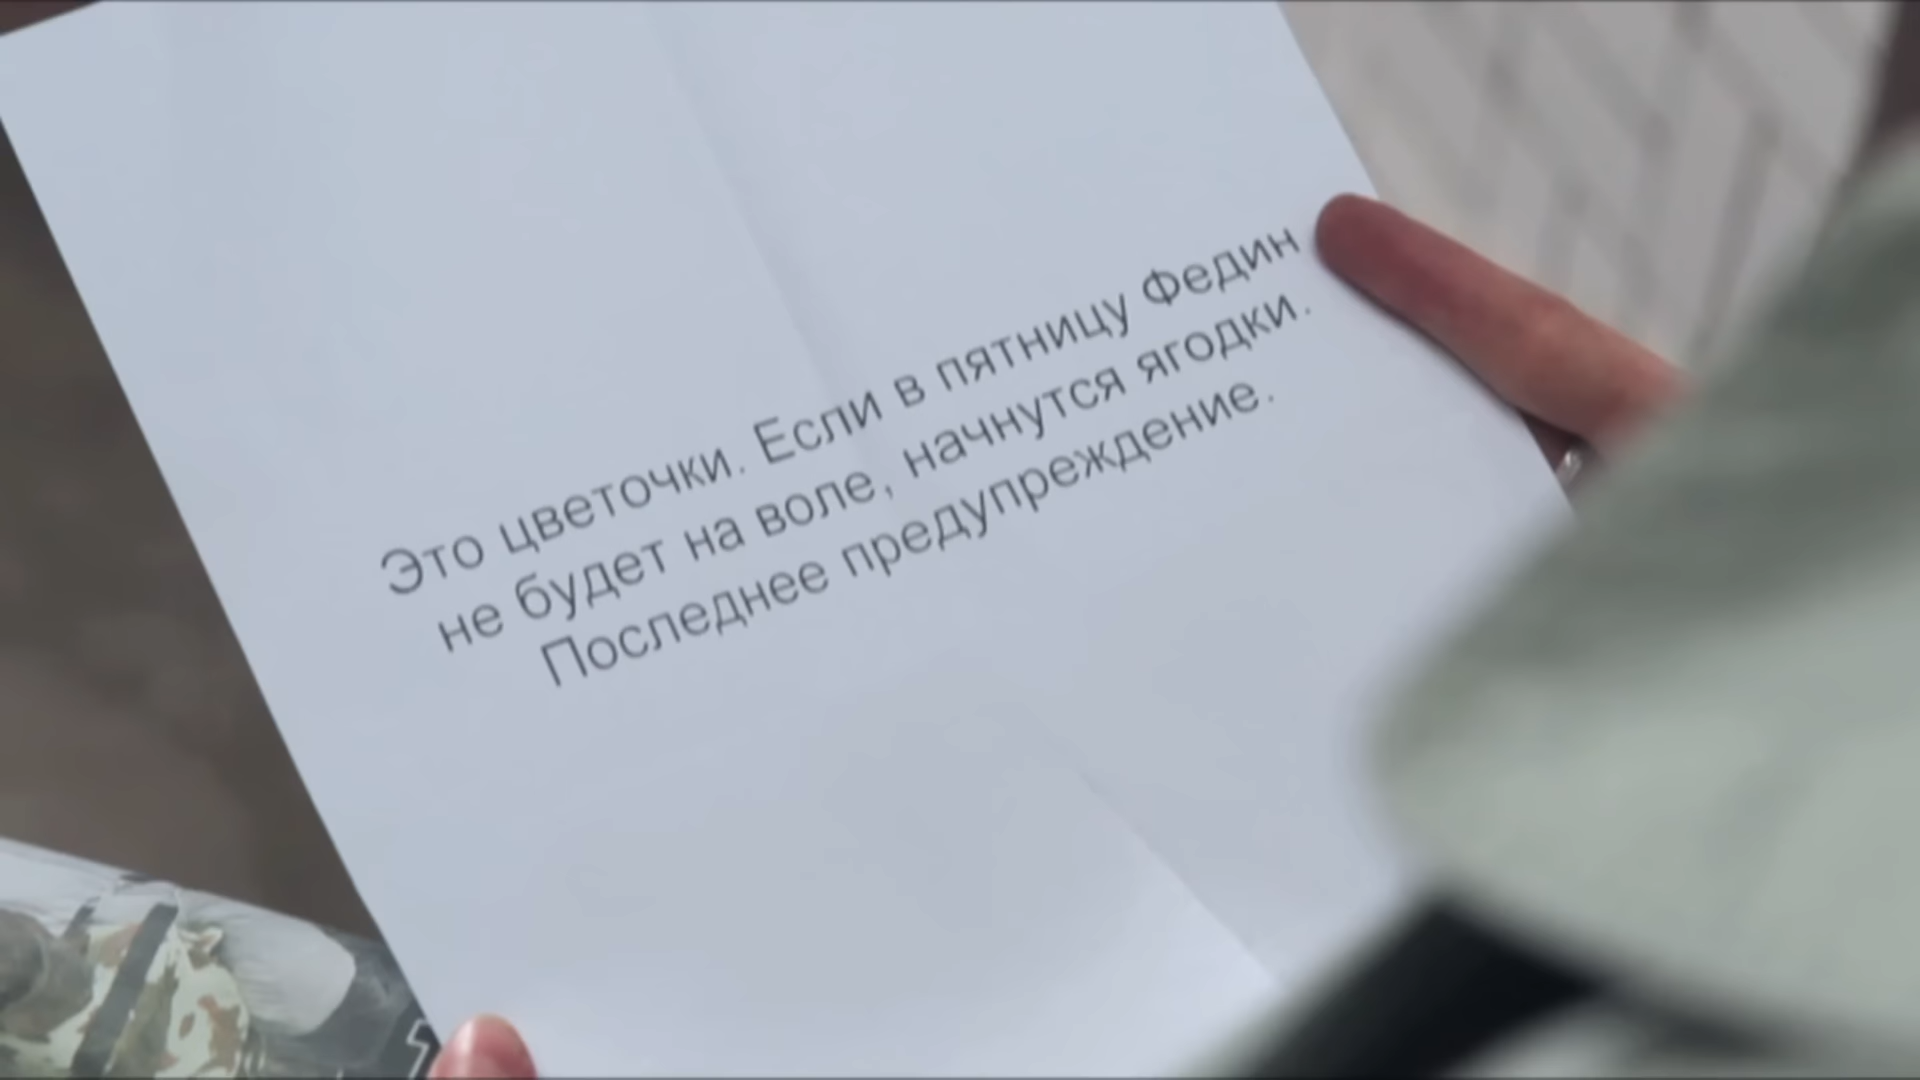 Это цветочки. Если в пятницу Федин
не будет на воле, начнутся ягодки.
Последнее предупреждение.